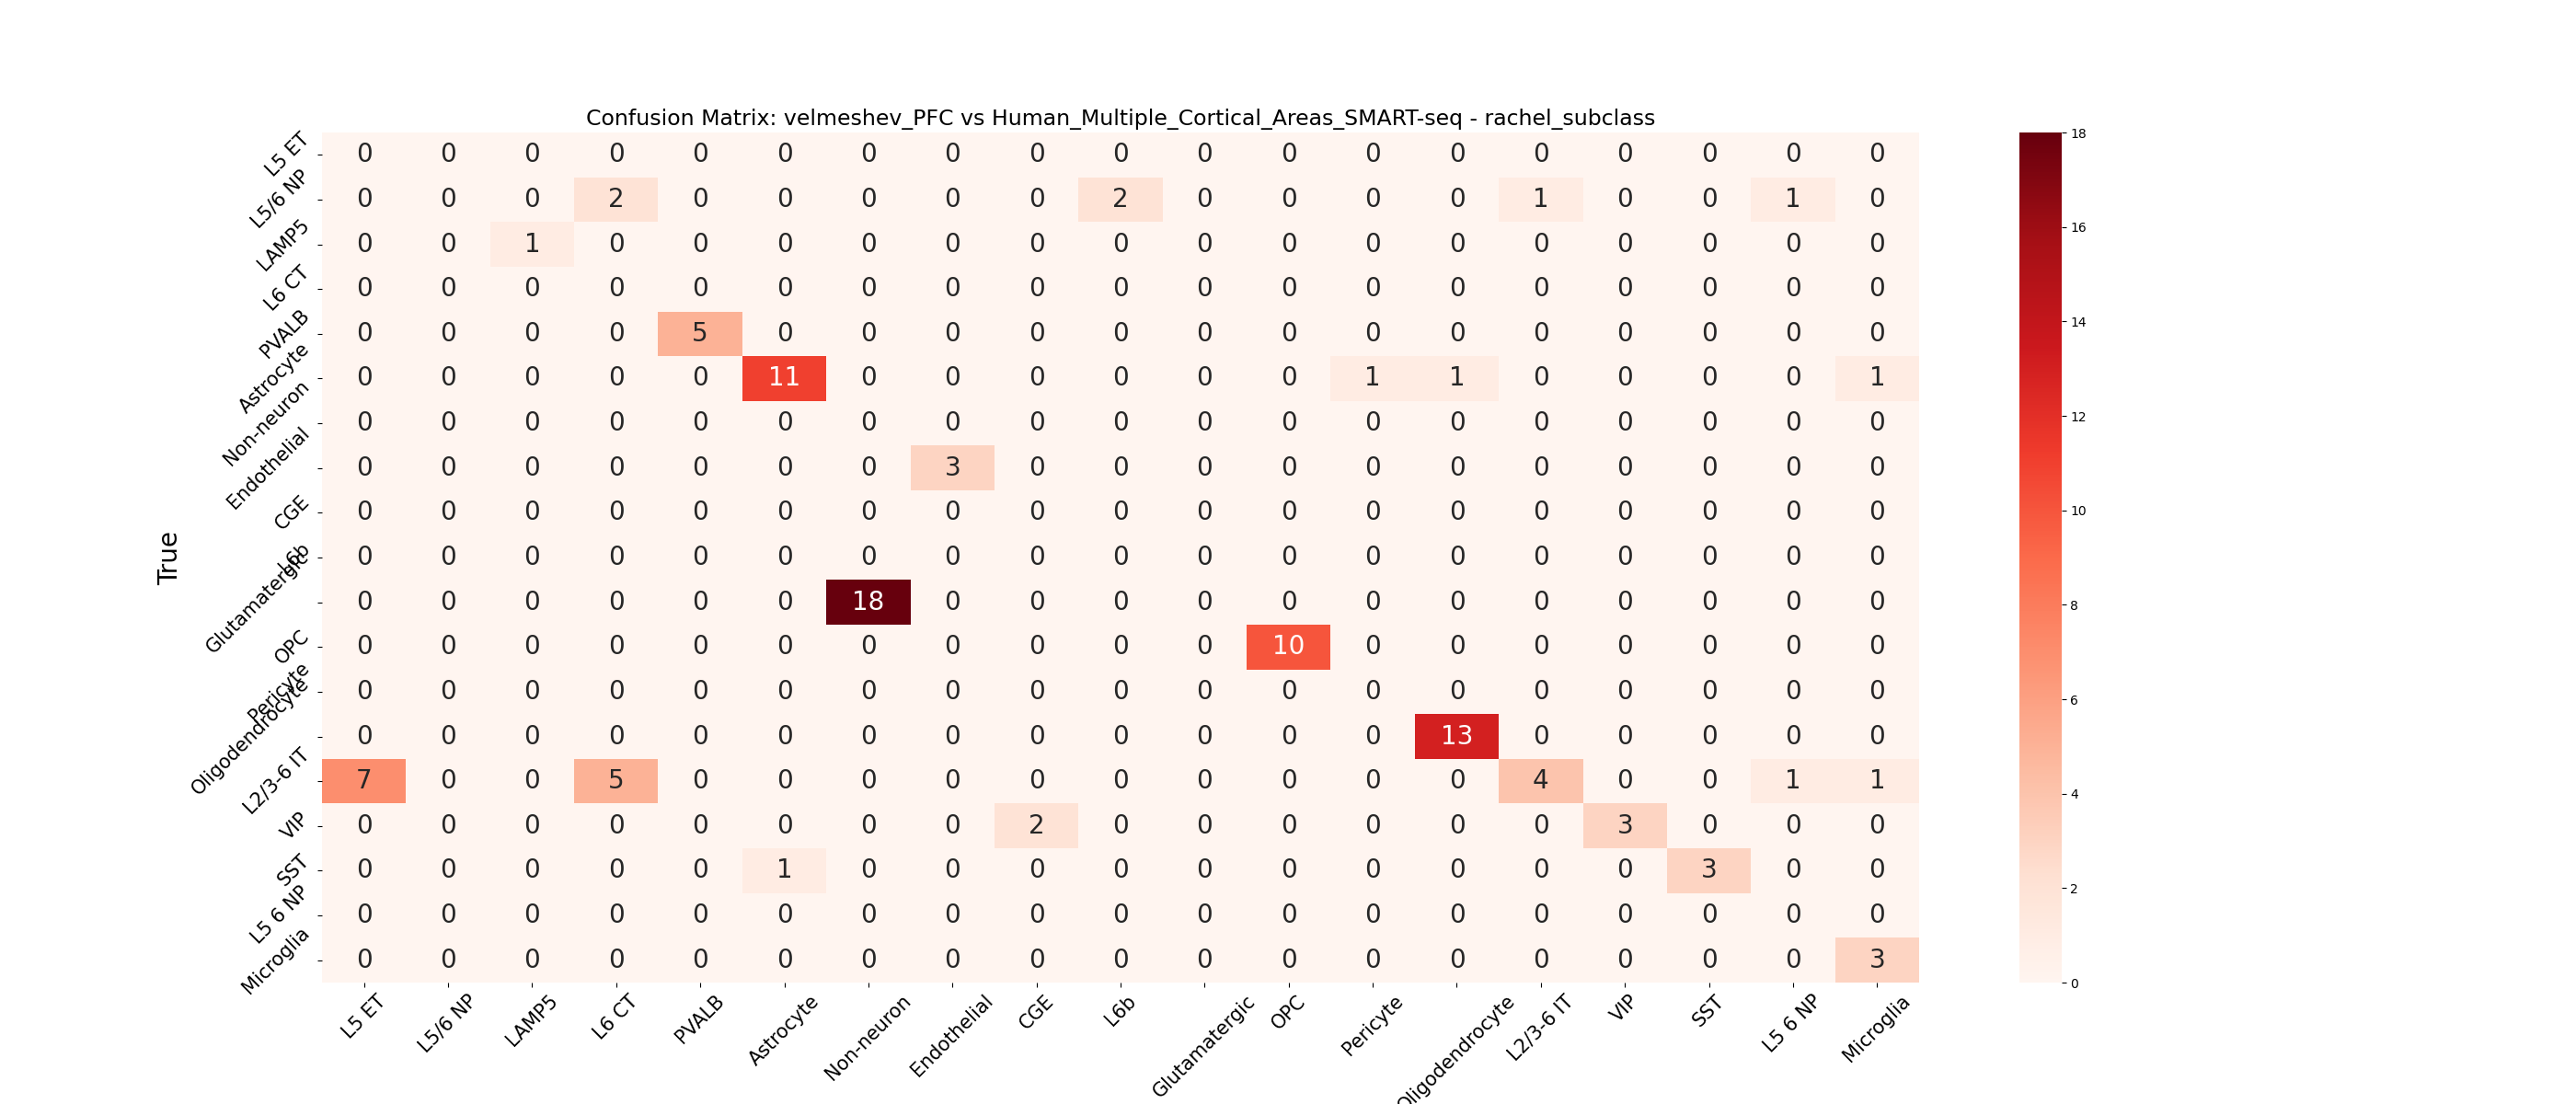 Confusion Matrix: velmeshev_PFC vs Human_Multiple_Cortical_Areas_SMART-seq - rachel_subclass
True
L5 ET 0 0 0 0 0 0 0 0 0 0 0 0 0 0 0 0 0 0 0
L5/6 NP 0 0 0 2 0 0 0 0 0 2 0 0 0 0 1 0 0 1 0
LAMP5 0 0 1 0 0 0 0 0 0 0 0 0 0 0 0 0 0 0 0
L6 CT 0 0 0 0 0 0 0 0 0 0 0 0 0 0 0 0 0 0 0
PVALB 0 0 0 0 5 0 0 0 0 0 0 0 0 0 0 0 0 0 0
Astrocyte 0 0 0 0 0 11 0 0 0 0 0 0 1 1 0 0 0 0 1
Non-neuron 0 0 0 0 0 0 0 0 0 0 0 0 0 0 0 0 0 0 0
Endothelial 0 0 0 0 0 0 0 3 0 0 0 0 0 0 0 0 0 0 0
CGE 0 0 0 0 0 0 0 0 0 0 0 0 0 0 0 0 0 0 0
L6b 0 0 0 0 0 0 0 0 0 0 0 0 0 0 0 0 0 0 0
Glutamatergic 0 0 0 0 0 0 18 0 0 0 0 0 0 0 0 0 0 0 0
OPC 0 0 0 0 0 0 0 0 0 0 0 10 0 0 0 0 0 0 0
Pericyte 0 0 0 0 0 0 0 0 0 0 0 0 0 0 0 0 0 0 0
Oligodendrocyte 0 0 0 0 0 0 0 0 0 0 0 0 0 13 0 0 0 0 0
L2/3-6 IT 7 0 0 5 0 0 0 0 0 0 0 0 0 0 4 0 0 1 1
VIP 0 0 0 0 0 0 0 0 2 0 0 0 0 0 0 3 0 0 0
SST 0 0 0 0 0 1 0 0 0 0 0 0 0 0 0 0 3 0 0
L5 6 NP 0 0 0 0 0 0 0 0 0 0 0 0 0 0 0 0 0 0 0
Microglia 0 0 0 0 0 0 0 0 0 0 0 0 0 0 0 0 0 0 3
L5 ET L5/6 NP LAMP5 L6 CT PVALB Astrocyte Non-neuron Endothelial CGE L6b Glutamatergic OPC Pericyte Oligodendrocyte L2/3-6 IT VIP SST L5 6 NP Microglia
18
16
14
12
10
8
6
4
2
0